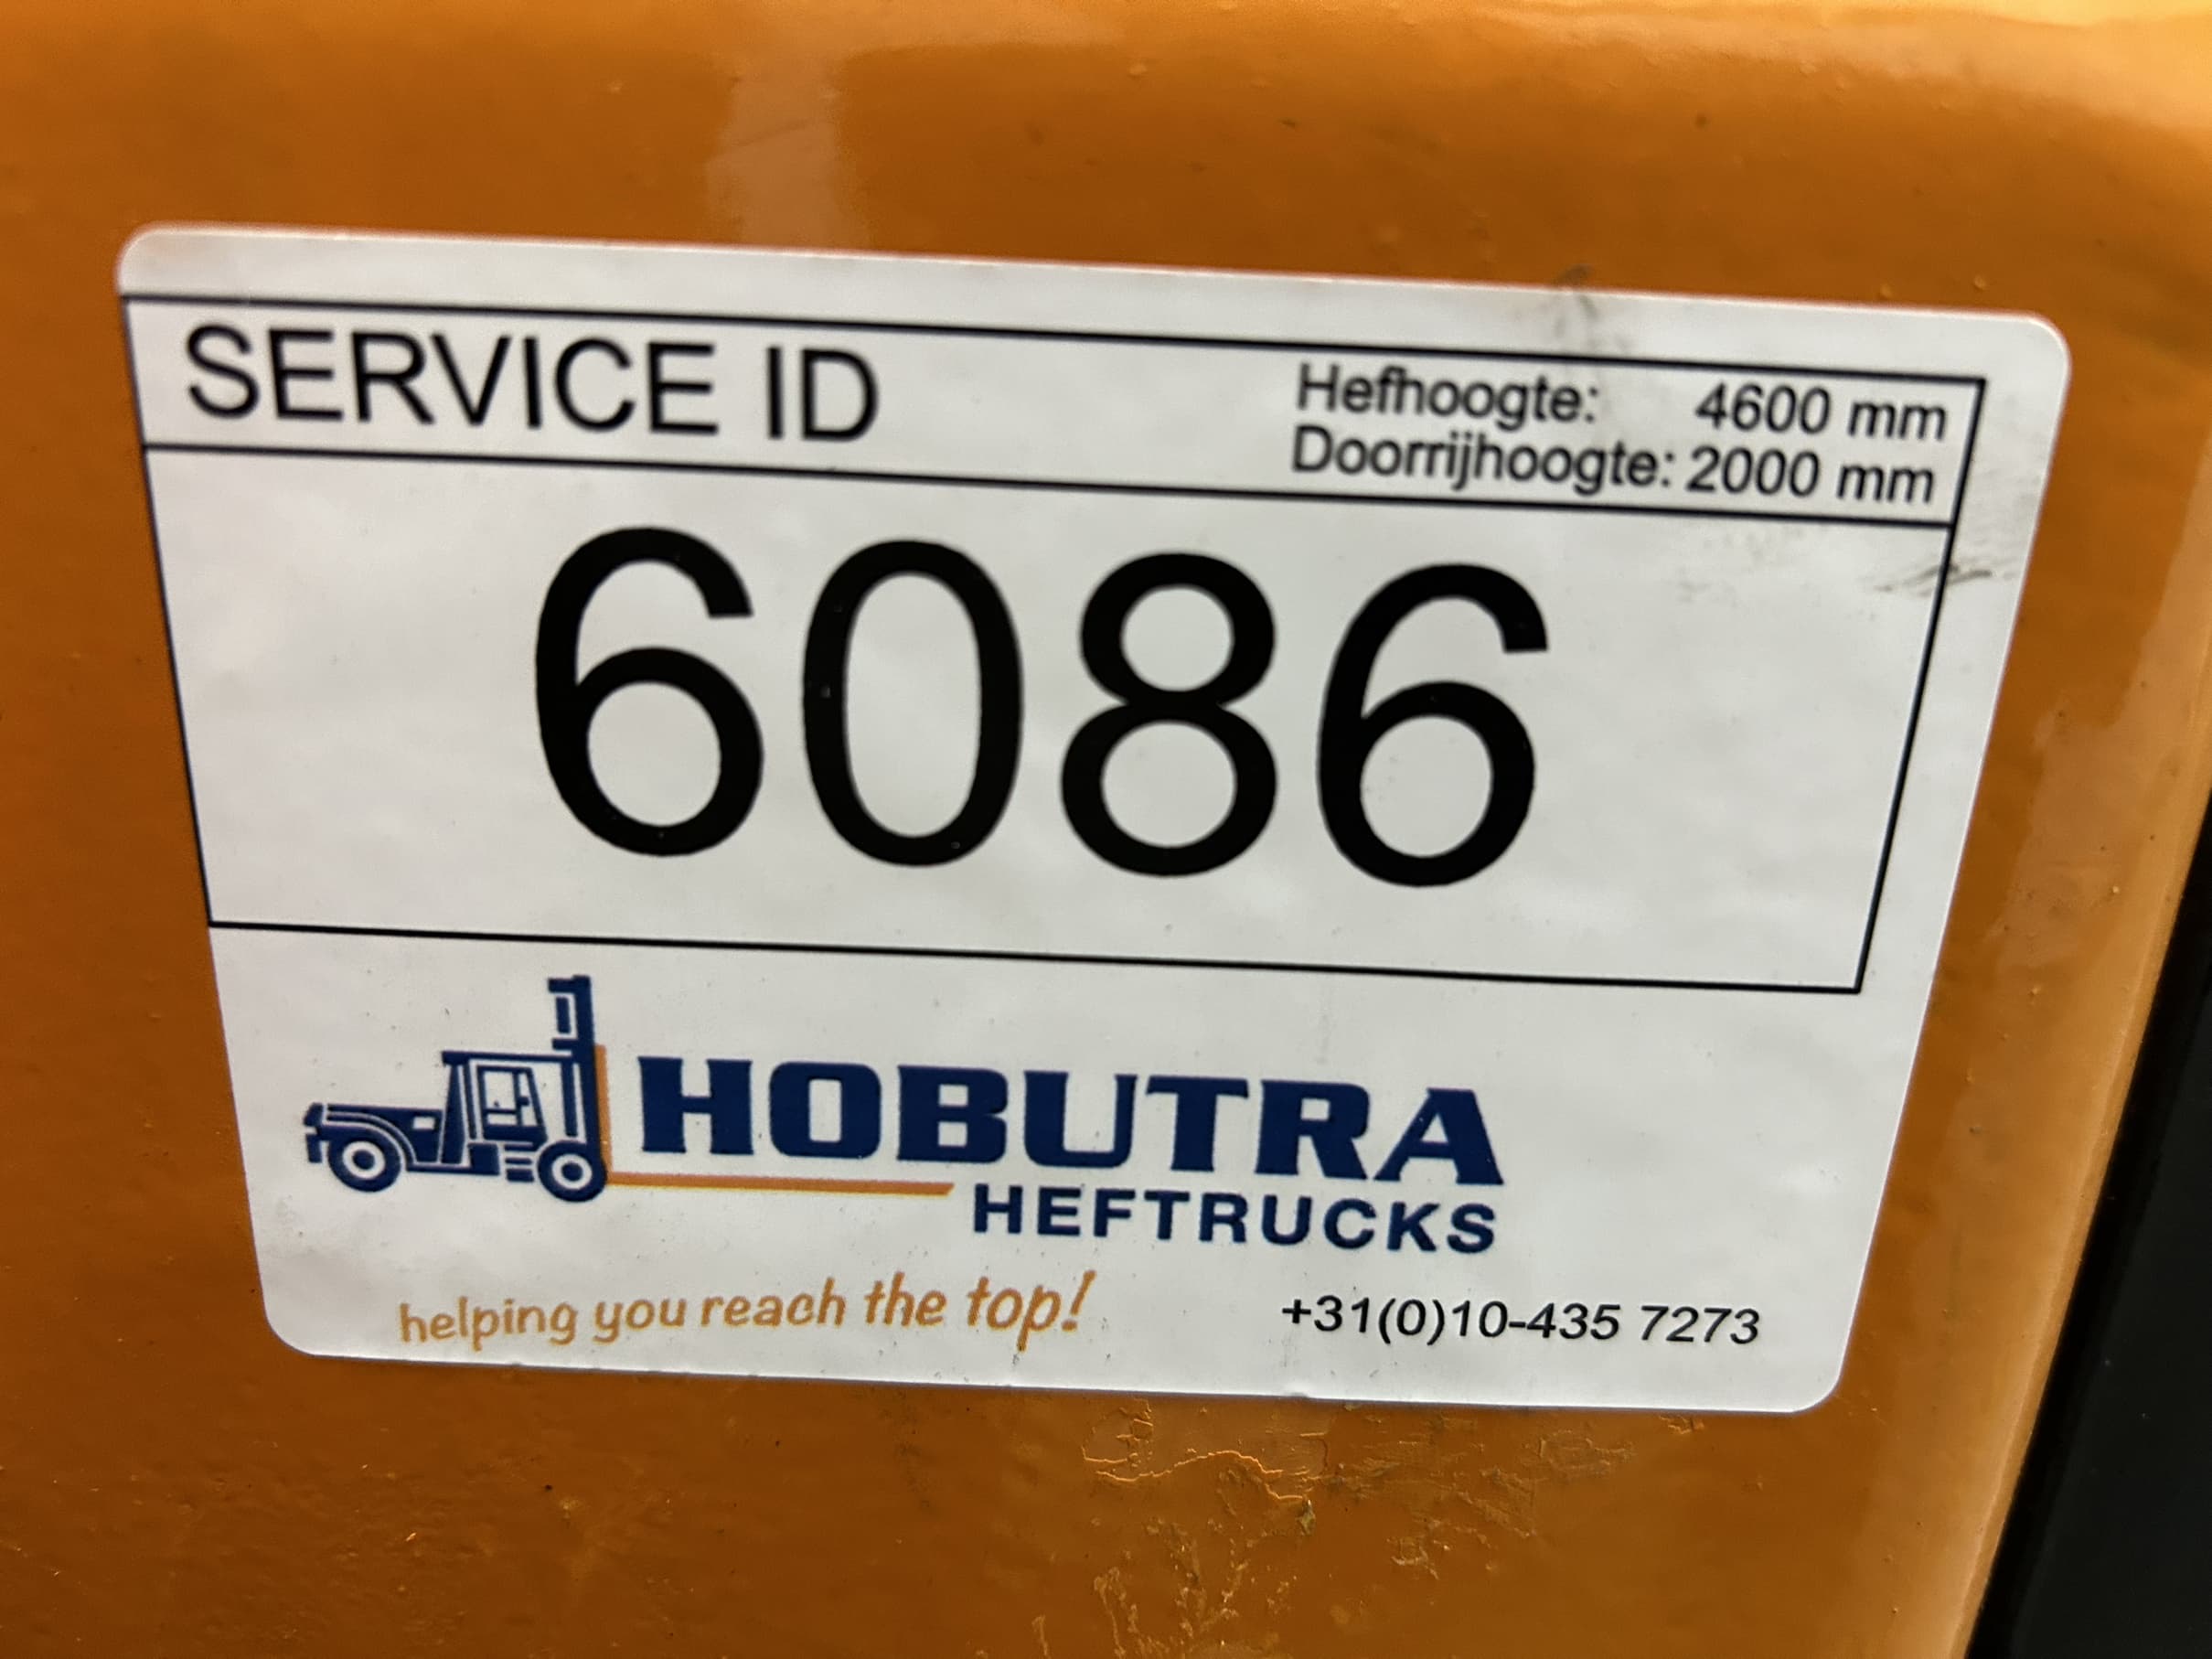 SERVICE ID
Hefhoogte: 4600 mm
Doorrijhoogte: 2000 mm
6086
HOBUTRA
HEFTRUCKS
helping you reach the top!
+31(0)10-435 7273